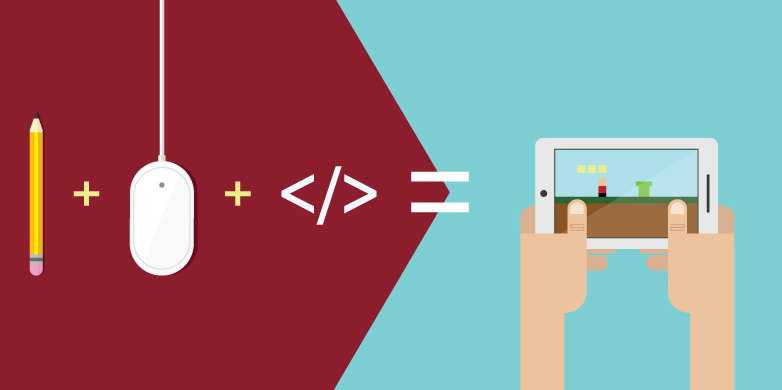 + + </> =